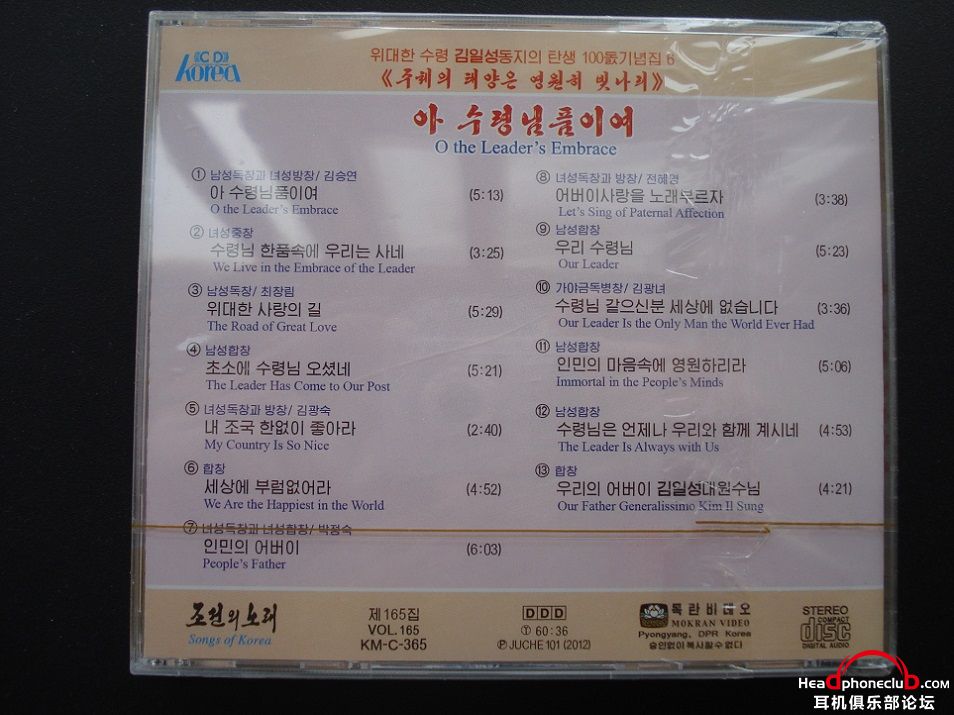 CD
Korea
위대한 수령 김일성동지의 탄생 100돐기념집 6
《주체의 태양은 영원히 빛나리》
아 수령님품이여
O the Leader's Embrace
① 남성독창과 녀성방창/ 김승연
아 수령님품이여 (5:13)
O the Leader's Embrace
② 녀성중창
수령님 한품속에 우리는 사네 (3:25)
We Live in the Embrace of the Leader
③ 남성독창/ 최장림
위대한 사랑의 길 (5:29)
The Road of Great Love
④ 남성합창
초소에 수령님 오셨네 (5:21)
The Leader Has Come to Our Post
⑤ 녀성독창과 방창/ 김광숙
내 조국 한없이 좋아라 (2:40)
My Country Is So Nice
⑥ 합창
세상에 부럼없어라 (4:52)
We Are the Happiest in the World
⑦ 녀성독창과 녀성합창/ 박정숙
인민의 어버이 (6:03)
People's Father
⑧ 녀성독창과 방창/ 전혜영
어버이사랑을 노래부르자 (3:38)
Let's Sing of Paternal Affection
⑨ 남성합창
우리 수령님 (5:23)
Our Leader
⑩ 가야금독병창/ 김광녀
수령님 같으신분 세상에 없습니다 (3:36)
Our Leader Is the Only Man the World Ever Had
⑪ 남성합창
인민의 마음속에 영원하리라 (5:06)
Immortal in the People's Minds
⑫ 남성합창
수령님은 언제나 우리와 함께 계시네 (4:53)
The Leader Is Always with Us
⑬ 합창
우리의 어버이 김일성대원수님 (4:21)
Our Father Generalissimo Kim Il Sung
조선의 노래
Songs of Korea
제165집
VOL. 165
KM-C-365
DDD
Ⓣ 60:36
Ⓟ JUCHE 101 (2012)
목란비데오
MOKRAN VIDEO
Pyongyang, DPR Korea
승인없이 복사할수 없다
STEREO
COMPACT
disc
DIGITAL AUDIO
Headphoneclub.com
耳机俱乐部论坛